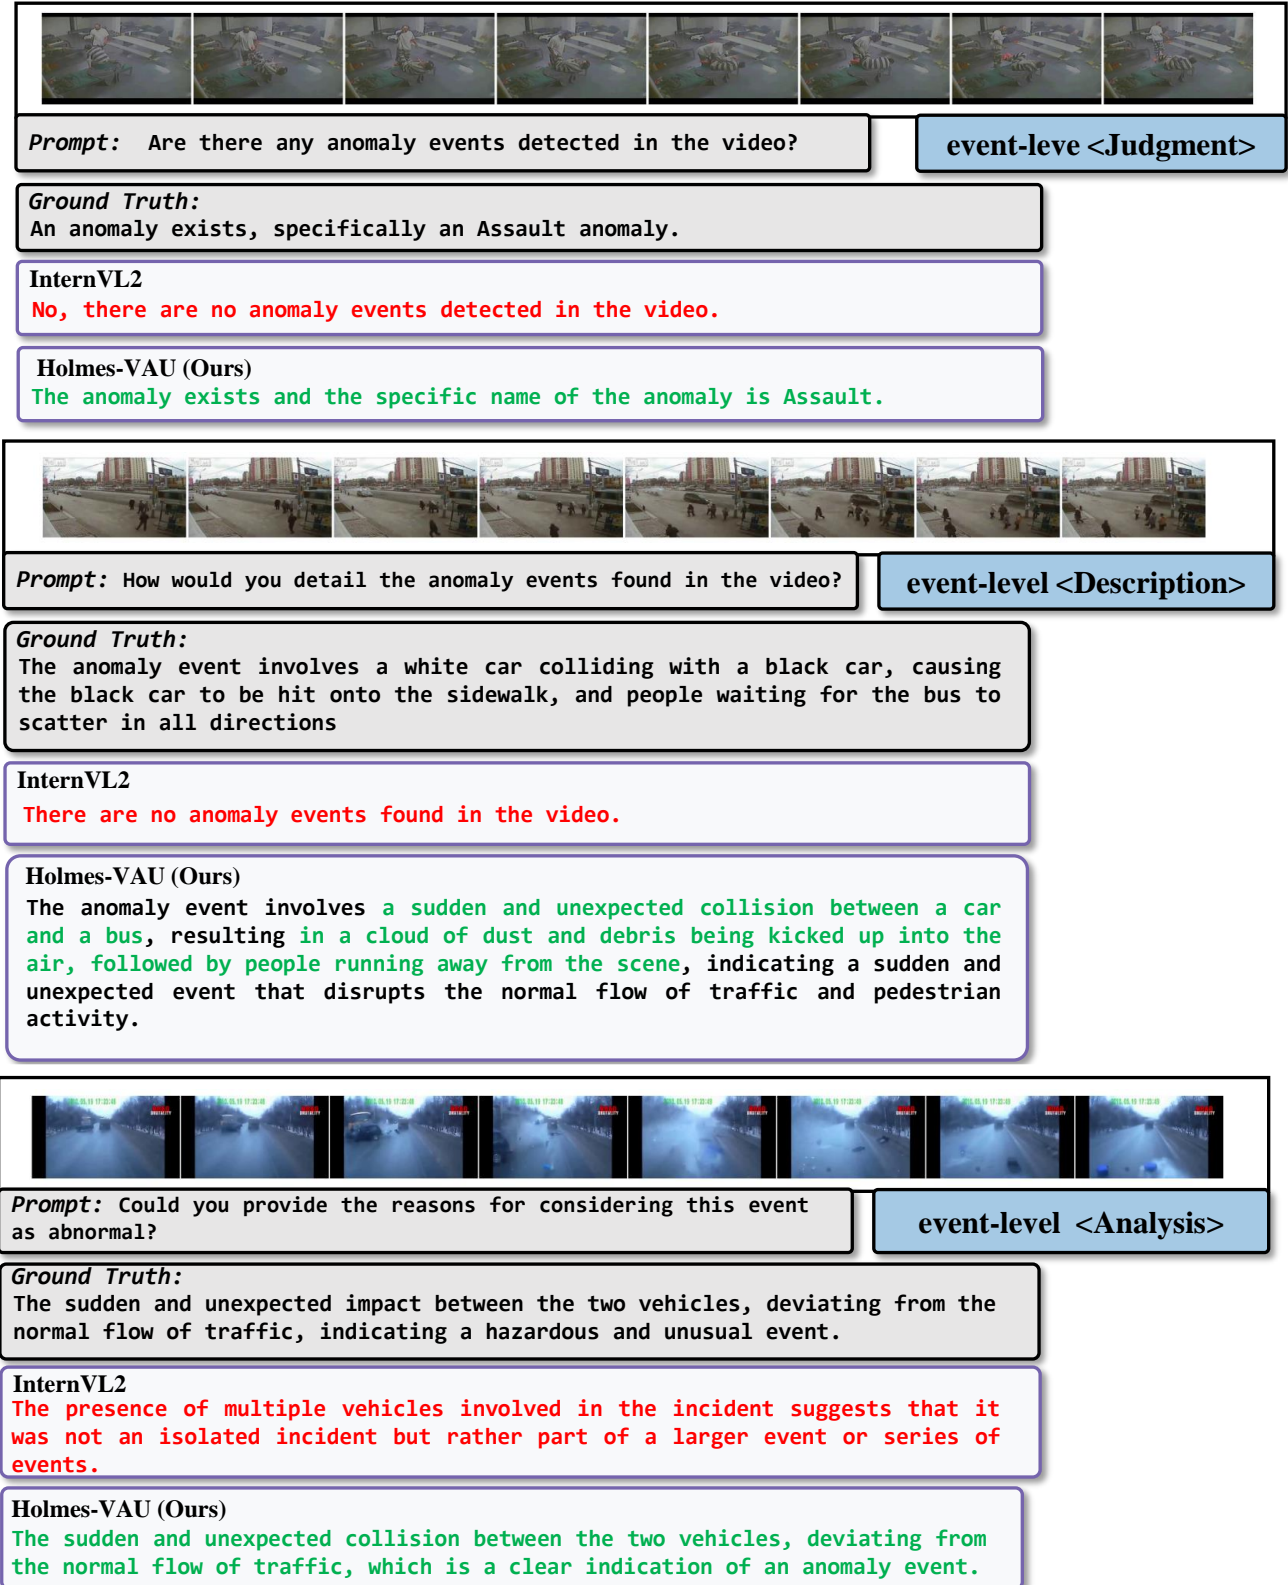 Prompt: Are there any anomaly events detected in the video?
event-leve <Judgment>
Ground Truth:
An anomaly exists, specifically an Assault anomaly.
InternVL2
No, there are no anomaly events detected in the video.
Holmes-VAU (Ours)
The anomaly exists and the specific name of the anomaly is Assault.
Prompt: How would you detail the anomaly events found in the video?
event-level <Description>
Ground Truth:
The anomaly event involves a white car colliding with a black car, causing
the black car to be hit onto the sidewalk, and people waiting for the bus to
scatter in all directions
InternVL2
There are no anomaly events found in the video.
Holmes-VAU (Ours)
The anomaly event involves a sudden and unexpected collision between a car
and a bus, resulting in a cloud of dust and debris being kicked up into the
air, followed by people running away from the scene, indicating a sudden and
unexpected event that disrupts the normal flow of traffic and pedestrian
activity.
Prompt: Could you provide the reasons for considering this event
as abnormal?
event-level <Analysis>
Ground Truth:
The sudden and unexpected impact between the two vehicles, deviating from the
normal flow of traffic, indicating a hazardous and unusual event.
InternVL2
The presence of multiple vehicles involved in the incident suggests that it
was not an isolated incident but rather part of a larger event or series of
events.
Holmes-VAU (Ours)
The sudden and unexpected collision between the two vehicles, deviating from
the normal flow of traffic, which is a clear indication of an anomaly event.